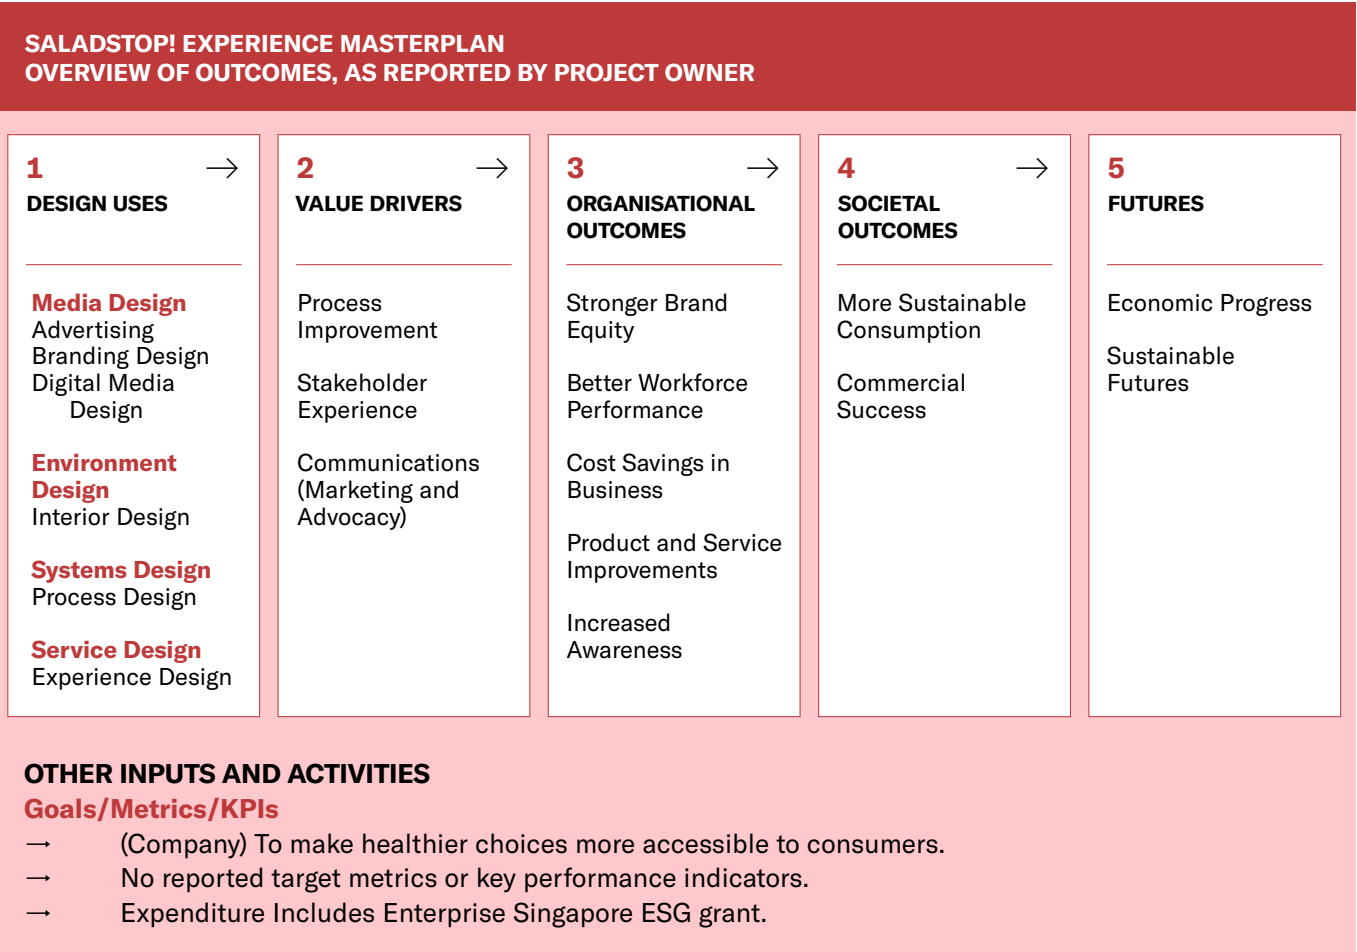 SALADSTOP! EXPERIENCE MASTERPLAN
OVERVIEW OF OUTCOMES, AS REPORTED BY PROJECT OWNER
1 →
DESIGN USES
Media Design
Advertising
Branding Design
Digital Media
Design
Environment
Design
Interior Design
Systems Design
Process Design
Service Design
Experience Design
2 →
VALUE DRIVERS
Process
Improvement
Stakeholder
Experience
Communications
(Marketing and
Advocacy)
3 →
ORGANISATIONAL
OUTCOMES
Stronger Brand
Equity
Better Workforce
Performance
Cost Savings in
Business
Product and Service
Improvements
Increased
Awareness
4 →
SOCIETAL
OUTCOMES
More Sustainable
Consumption
Commercial
Success
5
FUTURES
Economic Progress
Sustainable
Futures
OTHER INPUTS AND ACTIVITIES
Goals/Metrics/KPIs
→ (Company) To make healthier choices more accessible to consumers.
→ No reported target metrics or key performance indicators.
→ Expenditure Includes Enterprise Singapore ESG grant.